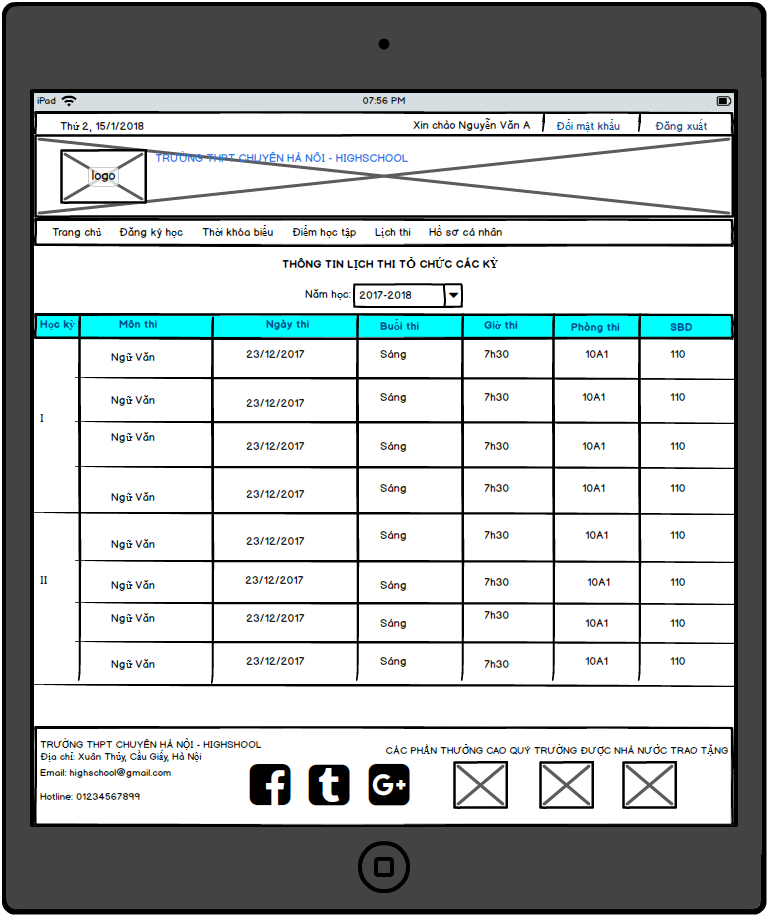 iPad 07:56 PM
Thứ 2, 15/1/2018 Xin chào Nguyễn Văn A Đổi mật khẩu Đăng xuất
logo TRƯỜNG THPT CHUYÊN HÀ NỘI - HIGHSCHOOL
Trang chủ Đăng ký học Thời khóa biểu Điểm học tập Lịch thi Hồ sơ cá nhân
THÔNG TIN LỊCH THI TỔ CHỨC CÁC KỲ
Năm học: 2017-2018
Học kỳ Môn thi Ngày thi Buổi thi Giờ thi Phòng thi SBD
Ngữ Văn 23/12/2017 Sáng 7h30 10A1 110
Ngữ Văn 23/12/2017 Sáng 7h30 10A1 110
I
Ngữ Văn 23/12/2017 Sáng 7h30 10A1 110
Ngữ Văn 23/12/2017 Sáng 7h30 10A1 110
Ngữ Văn 23/12/2017 Sáng 7h30 10A1 110
II Ngữ Văn 23/12/2017 Sáng 7h30 10A1 110
Ngữ Văn 23/12/2017 Sáng 7h30 10A1 110
Ngữ Văn 23/12/2017 Sáng 7h30 10A1 110
TRƯỜNG THPT CHUYÊN HÀ NỘI - HIGHSHOOL
Địa chỉ: Xuân Thủy, Cầu Giấy, Hà Nội
Email: highschool@gmail.com
Hotline: 01234567899
f t G+
CÁC PHẦN THƯỞNG CAO QUÝ TRƯỜNG ĐƯỢC NHÀ NƯỚC TRAO TẶNG